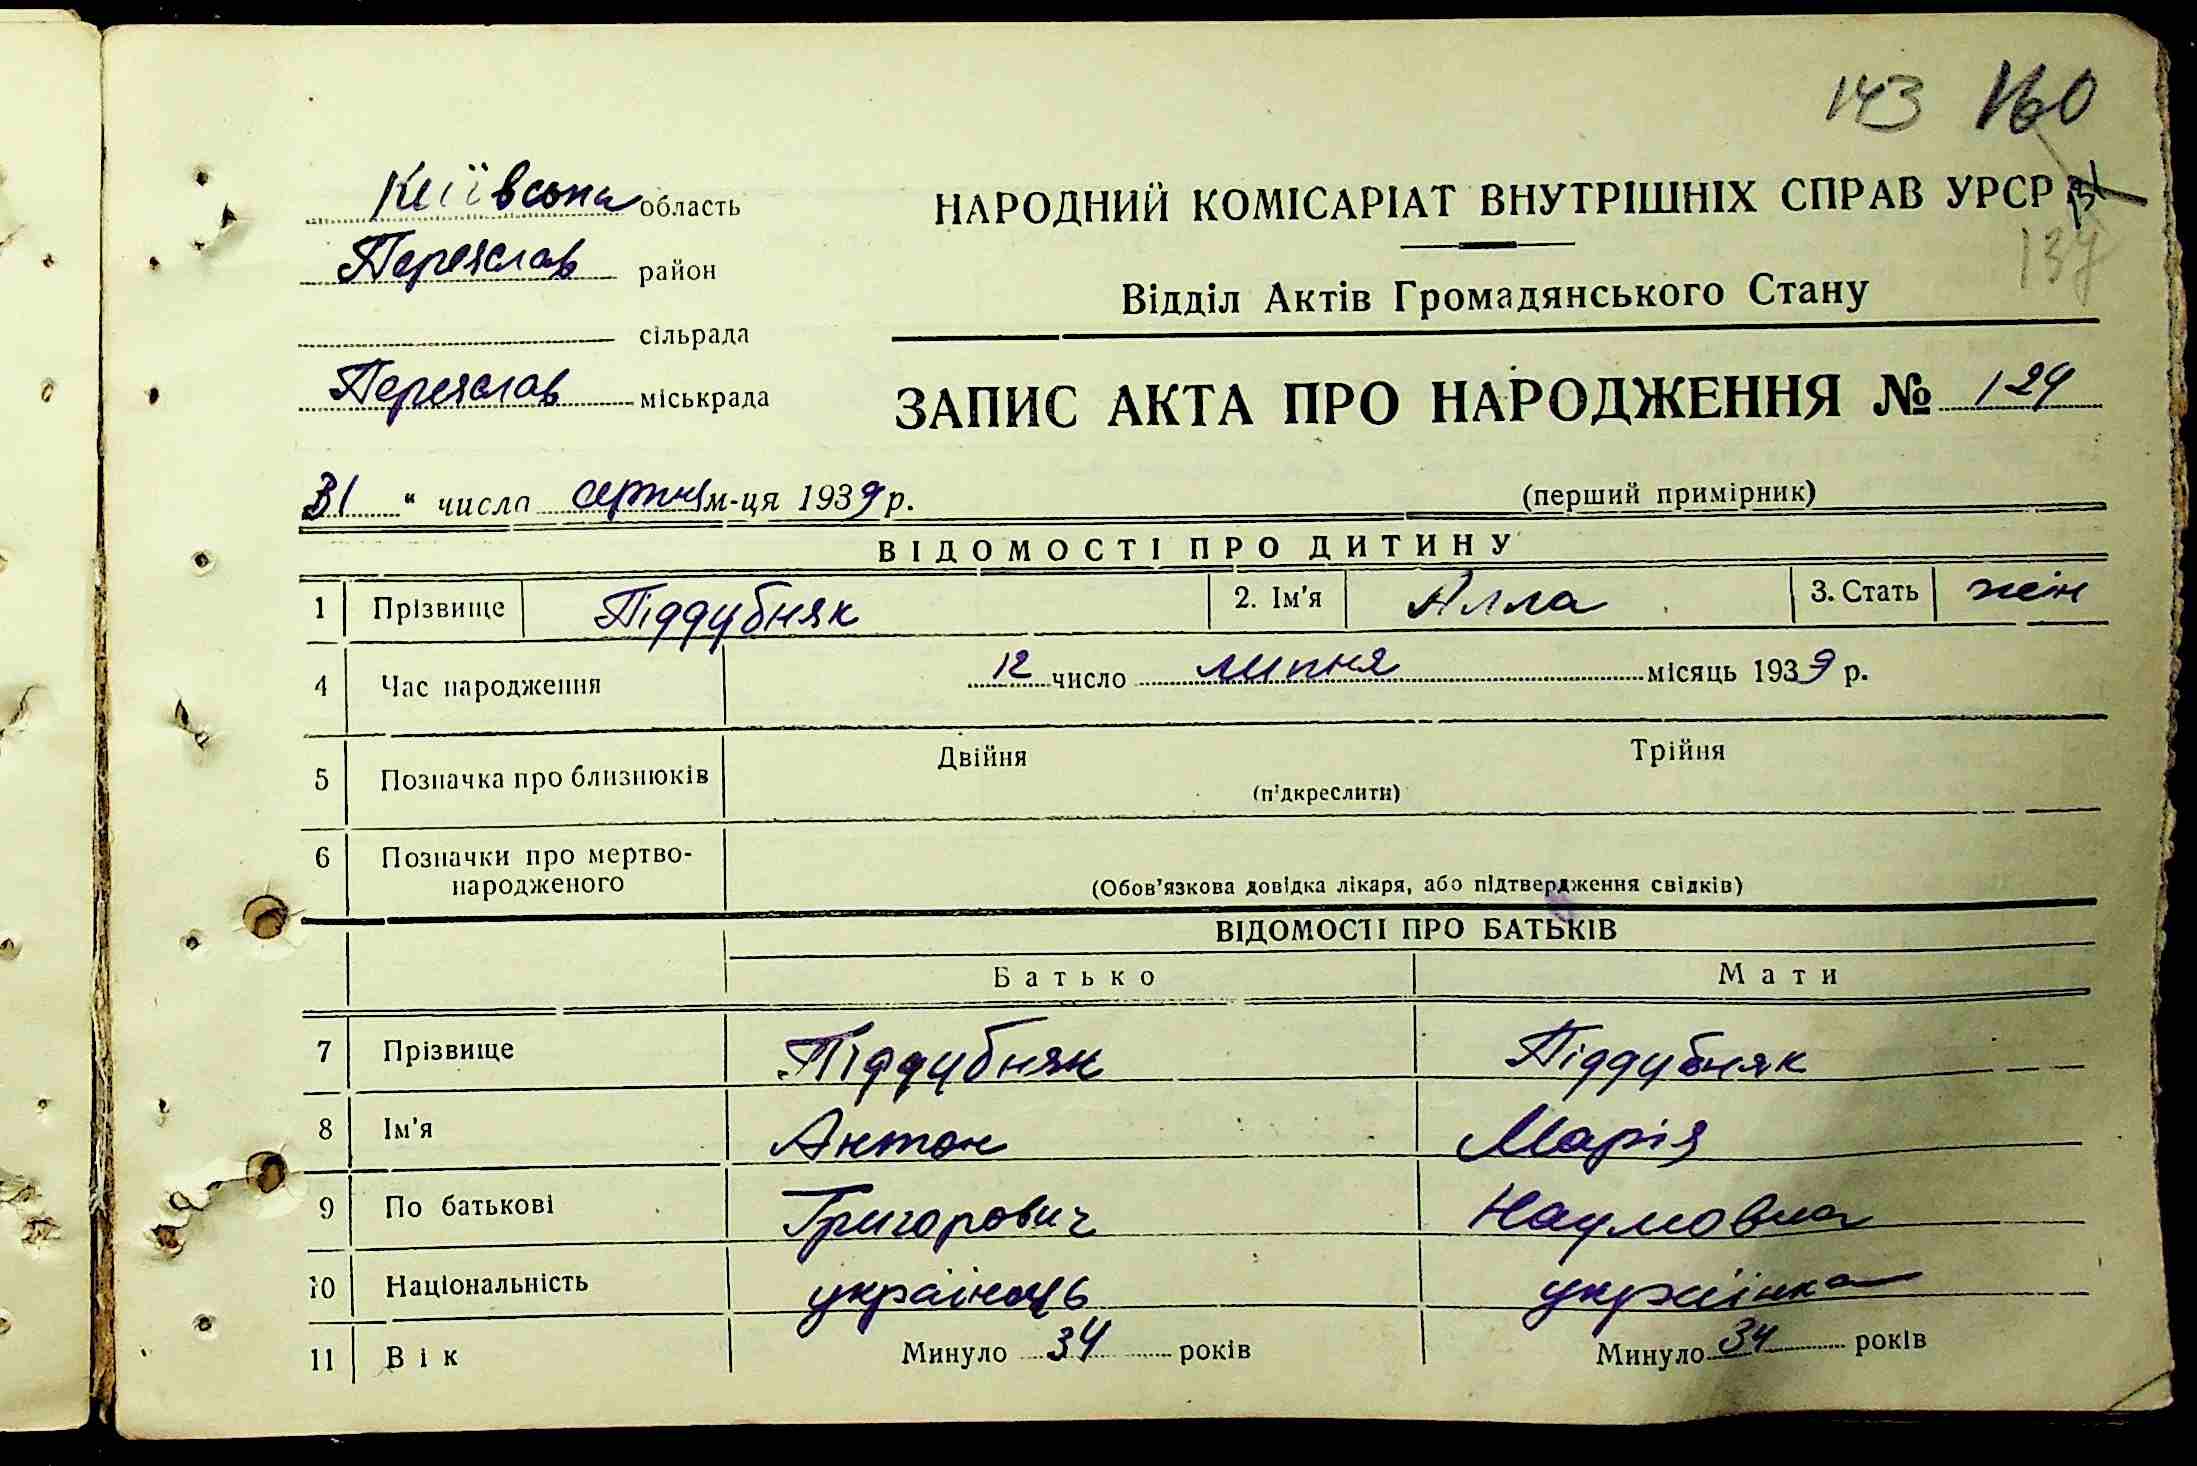 143 160
Київська область
НАРОДНИЙ КОМІСАРІАТ ВНУТРІШНІХ СПРАВ УРСР
Переяслав район
137
Відділ Актів Громадянського Стану
сільрада
Переяслав міськрада
ЗАПИС АКТА ПРО НАРОДЖЕННЯ № 124
31 " числа серпня м-ця 1939 р.
(перший примірник)
ВІДОМОСТІ ПРО ДИТИНУ
1 Прізвище Піддубняк 2. Ім'я Алла 3. Стать жін
4 Час народження 12 число липня місяць 1939 р.
5 Позначка про близнюків Двійня Трійня
(підкреслити)
6 Позначки про мертво-
народженого
(Обов'язкова довідка лікаря, або підтвердження свідків)
ВІДОМОСТІ ПРО БАТЬКІВ
Батько Мати
7 Прізвище Піддубняк Піддубняк
8 Ім'я Антон Марія
9 По батькові Григорович Наумовна
10 Національність українець українка
11 Вік Минуло 34 років Минуло 34 років